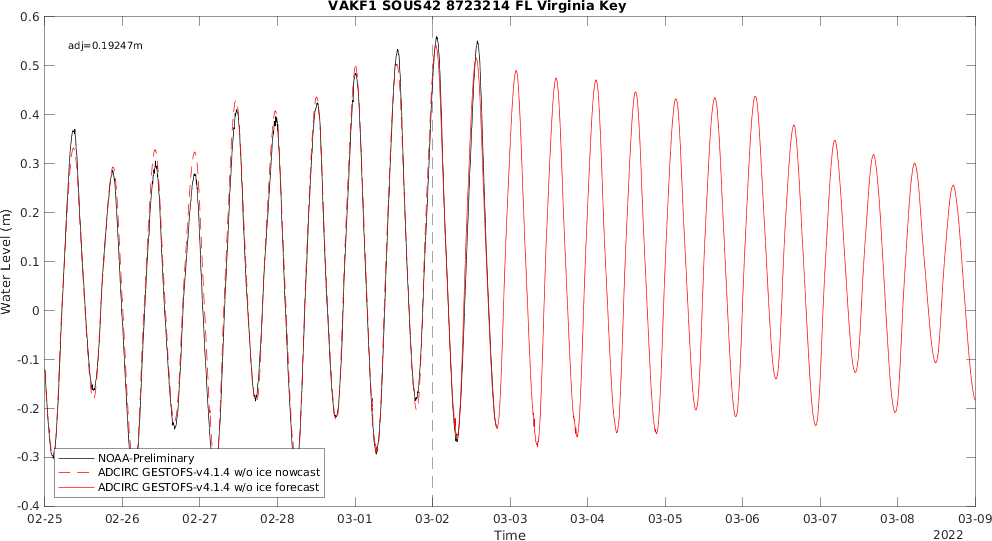 VAKF1 SOUS42 8723214 FL Virginia Key
adj=0.19247m
Water Level (m)
0.6
0.5
0.4
0.3
0.2
0.1
0
-0.1
-0.2
-0.3
-0.4
NOAA-Preliminary
ADCIRC GESTOFS-v4.1.4 w/o ice nowcast
ADCIRC GESTOFS-v4.1.4 w/o ice forecast
02-25 02-26 02-27 02-28 03-01 03-02 03-03 03-04 03-05 03-06 03-07 03-08 03-09
Time
2022